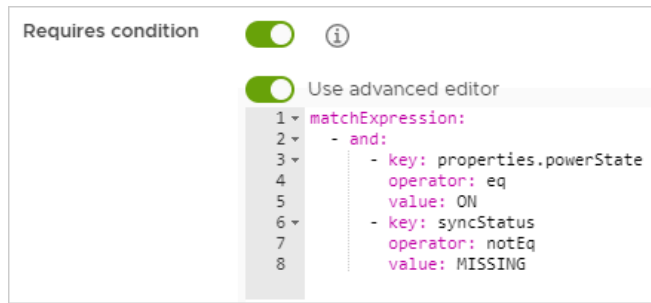 Requires condition
Use advanced editor
1 matchExpression:
2   - and:
3       - key: properties.powerState
4         operator: eq
5         value: ON
6       - key: syncStatus
7         operator: notEq
8         value: MISSING